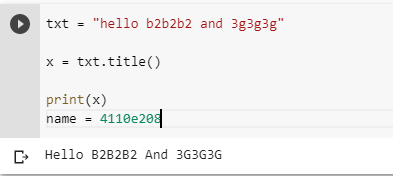 txt = "hello b2b2b2 and 3g3g3g"
x = txt.title()
print(x)
name = 4110e208
Hello B2B2B2 And 3G3G3G